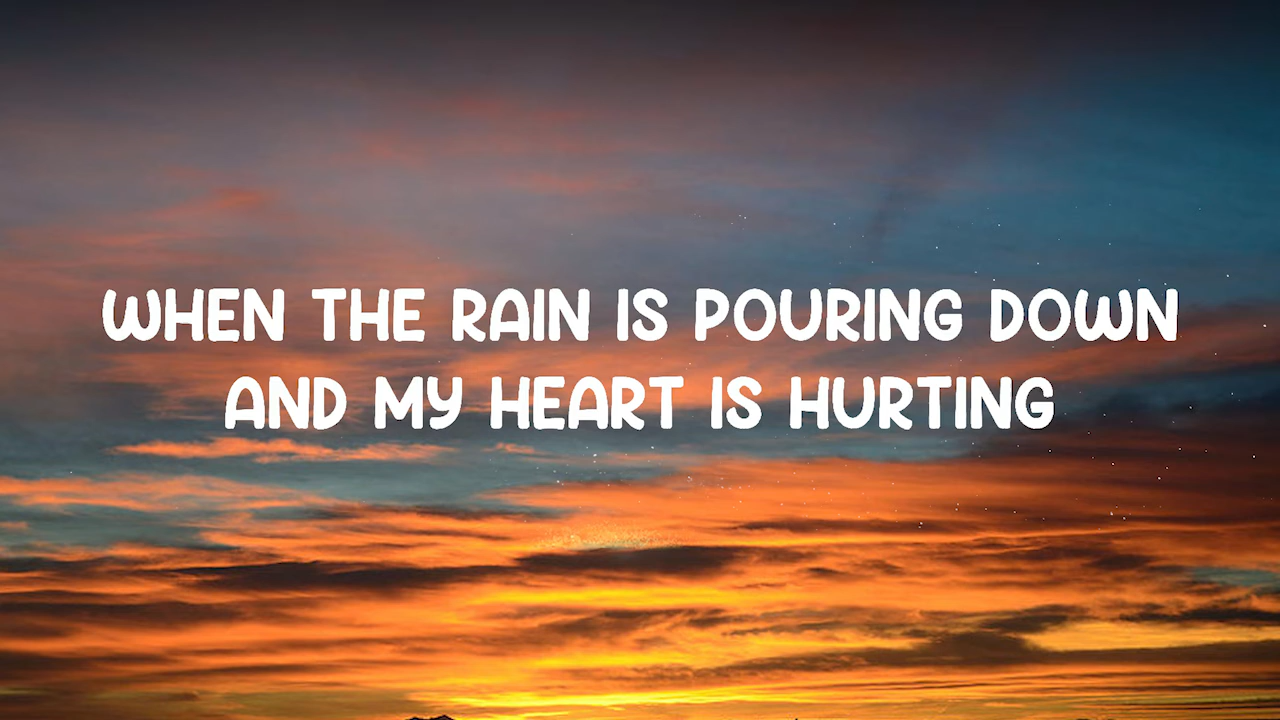 WHEN THE RAIN IS POURING DOWN
AND MY HEART IS HURTING